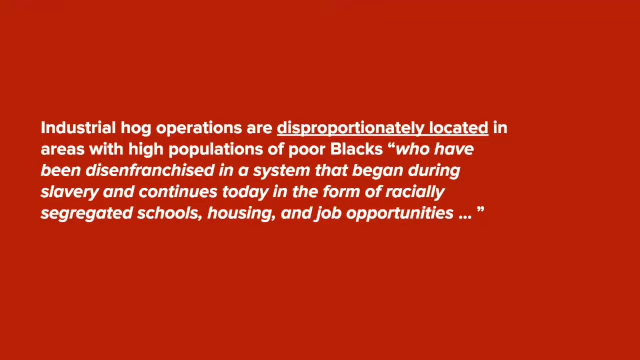 Industrial hog operations are disproportionately located in
areas with high populations of poor Blacks “who have
been disenfranchised in a system that began during
slavery and continues today in the form of racially
segregated schools, housing, and job opportunities ... ”